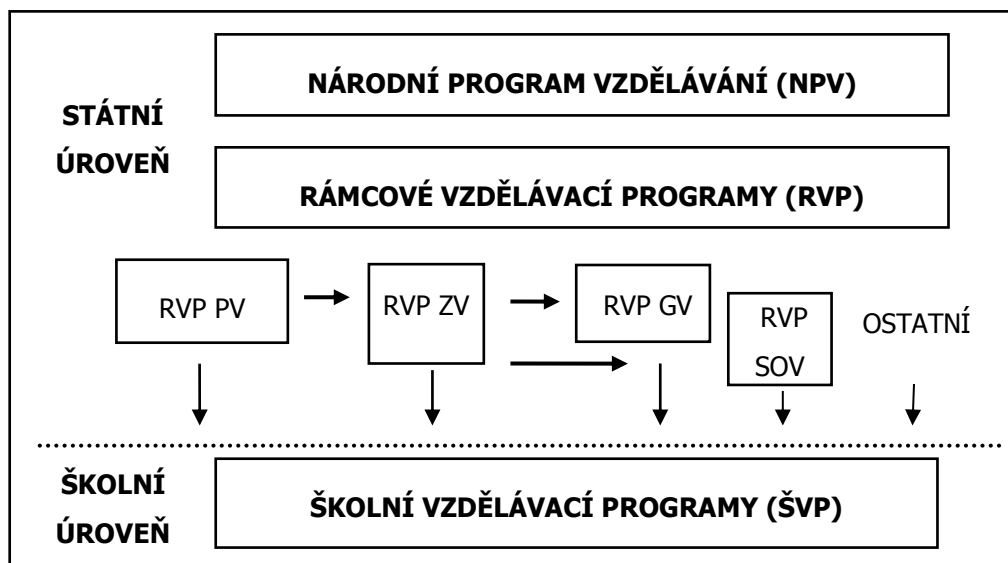 NÁRODNÍ PROGRAM VZDĚLÁVÁNÍ (NPV)
STÁTNÍ
ÚROVEŇ
RÁMCOVÉ VZDĚLÁVACÍ PROGRAMY (RVP)
RVP PV
RVP ZV
RVP GV
RVP
SOV
OSTATNÍ
ŠKOLNÍ
ÚROVEŇ
ŠKOLNÍ VZDĚLÁVACÍ PROGRAMY (ŠVP)